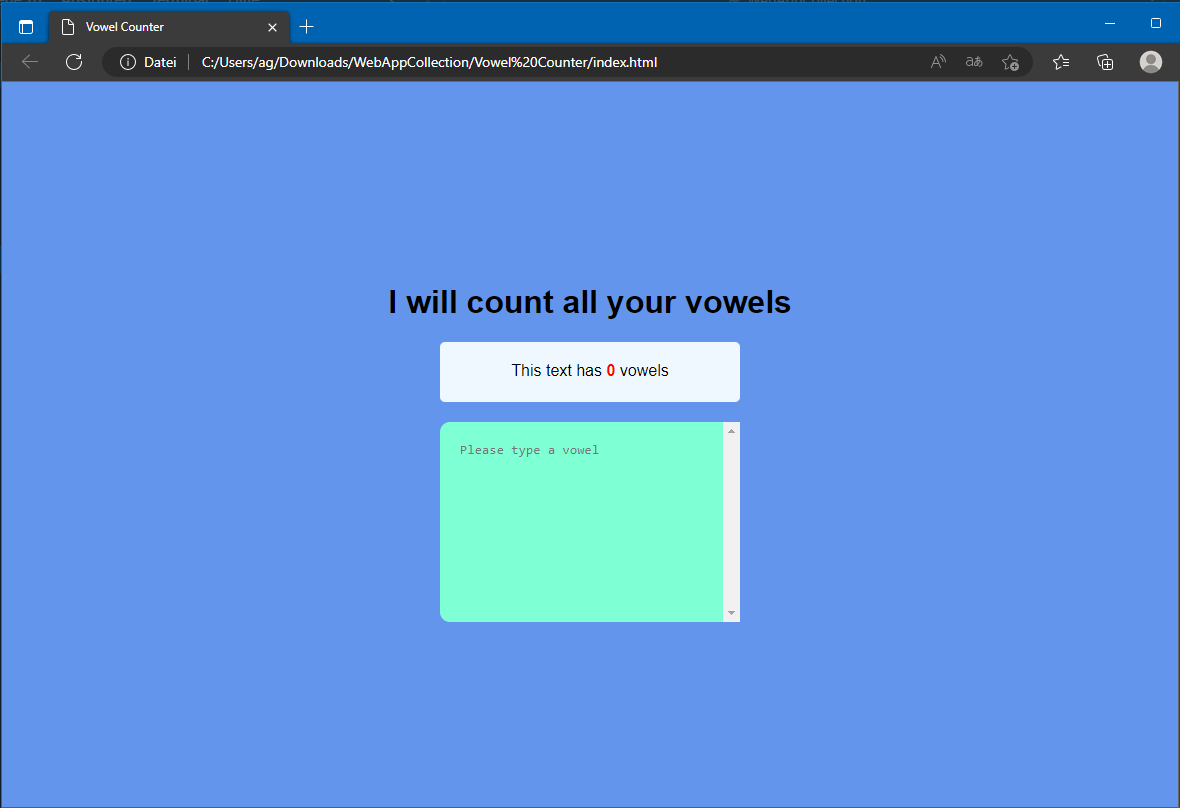 Vowel Counter
Datei C:/Users/ag/Downloads/WebAppCollection/Vowel%20Counter/index.html
I will count all your vowels
This text has 0 vowels
Please type a vowel